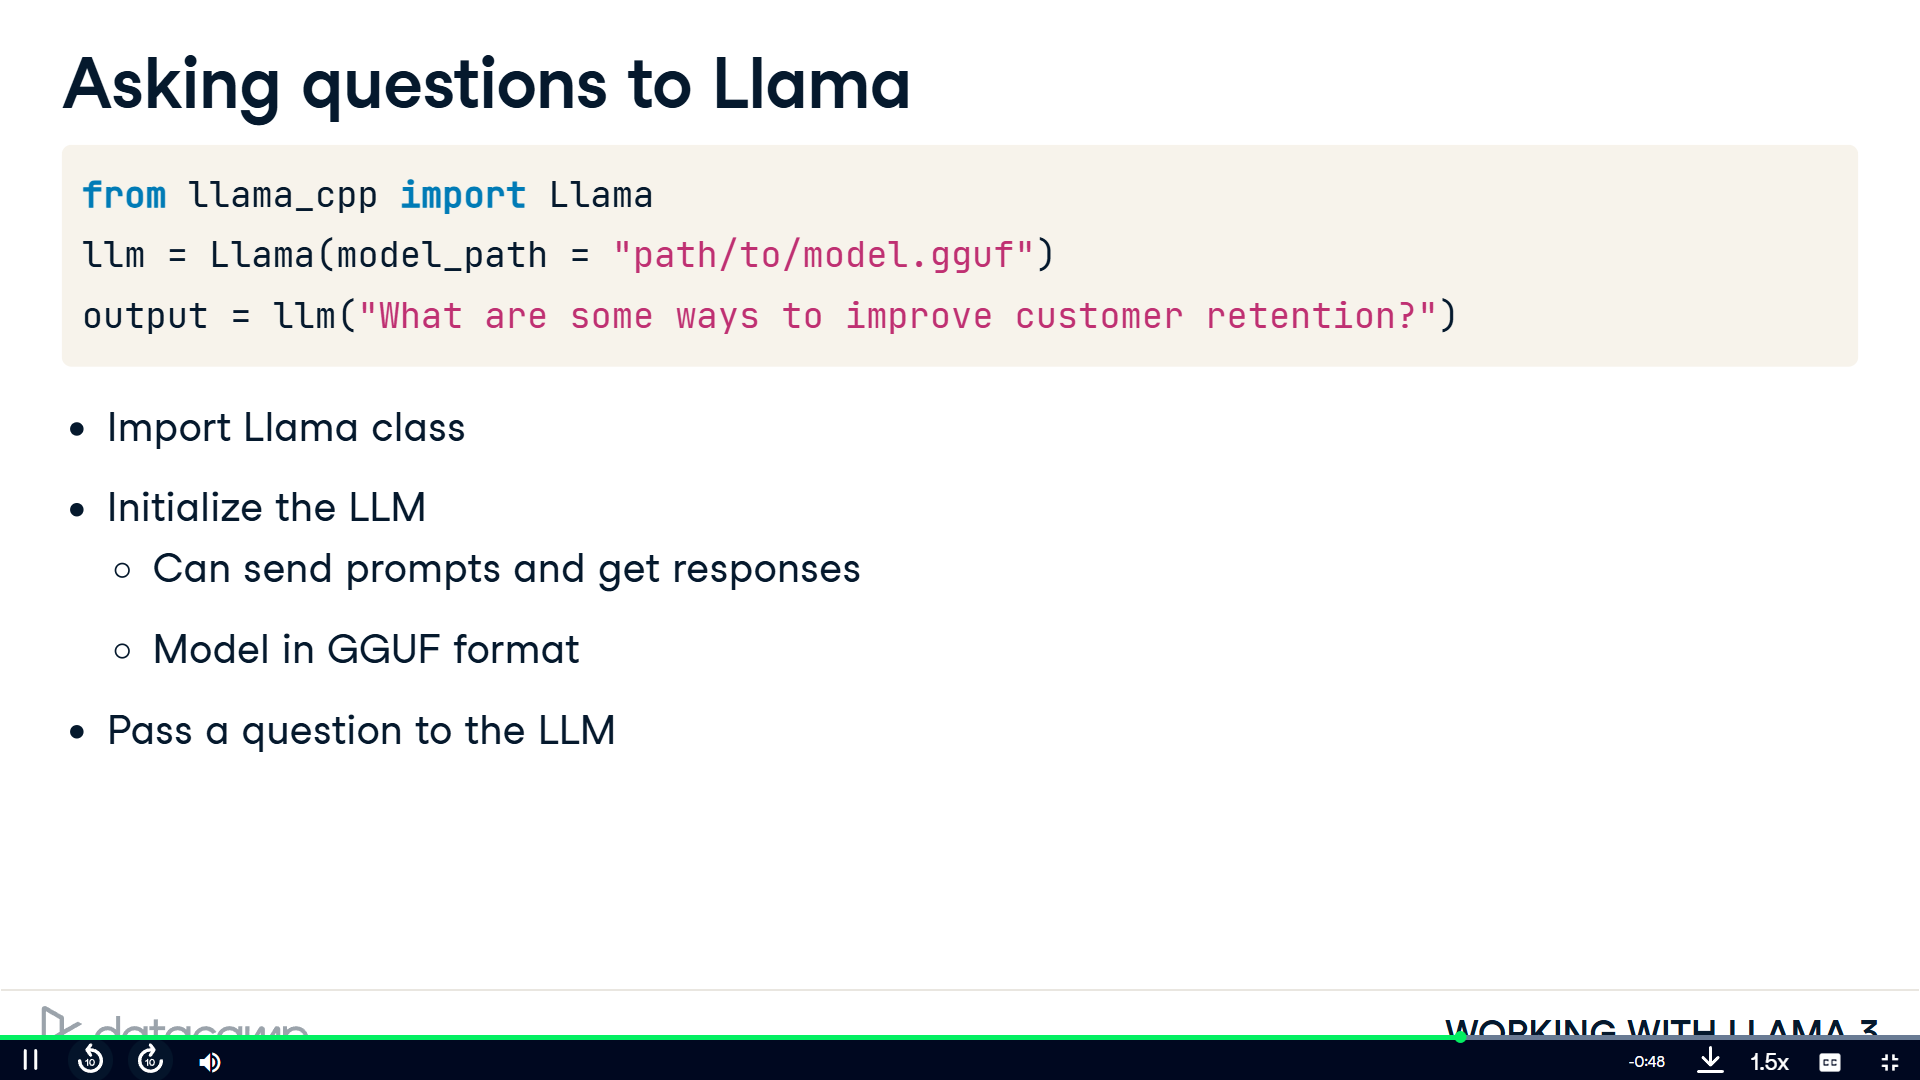 Asking questions to Llama
from llama_cpp import Llama
llm = Llama(model_path = "path/to/model.gguf")
output = llm("What are some ways to improve customer retention?")
Import Llama class
Initialize the LLM
Can send prompts and get responses
Model in GGUF format
Pass a question to the LLM
datacamp
WORKING WITH LLAMA 3
10
10
-0:48
1.5x
CC